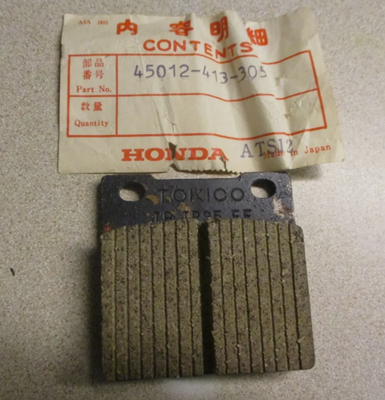 内容明細
CONTENTS
部品
番号
Part No.
45012-413-305
数量
Quantity
HONDA
ATS12
Made in Japan
TOKICO